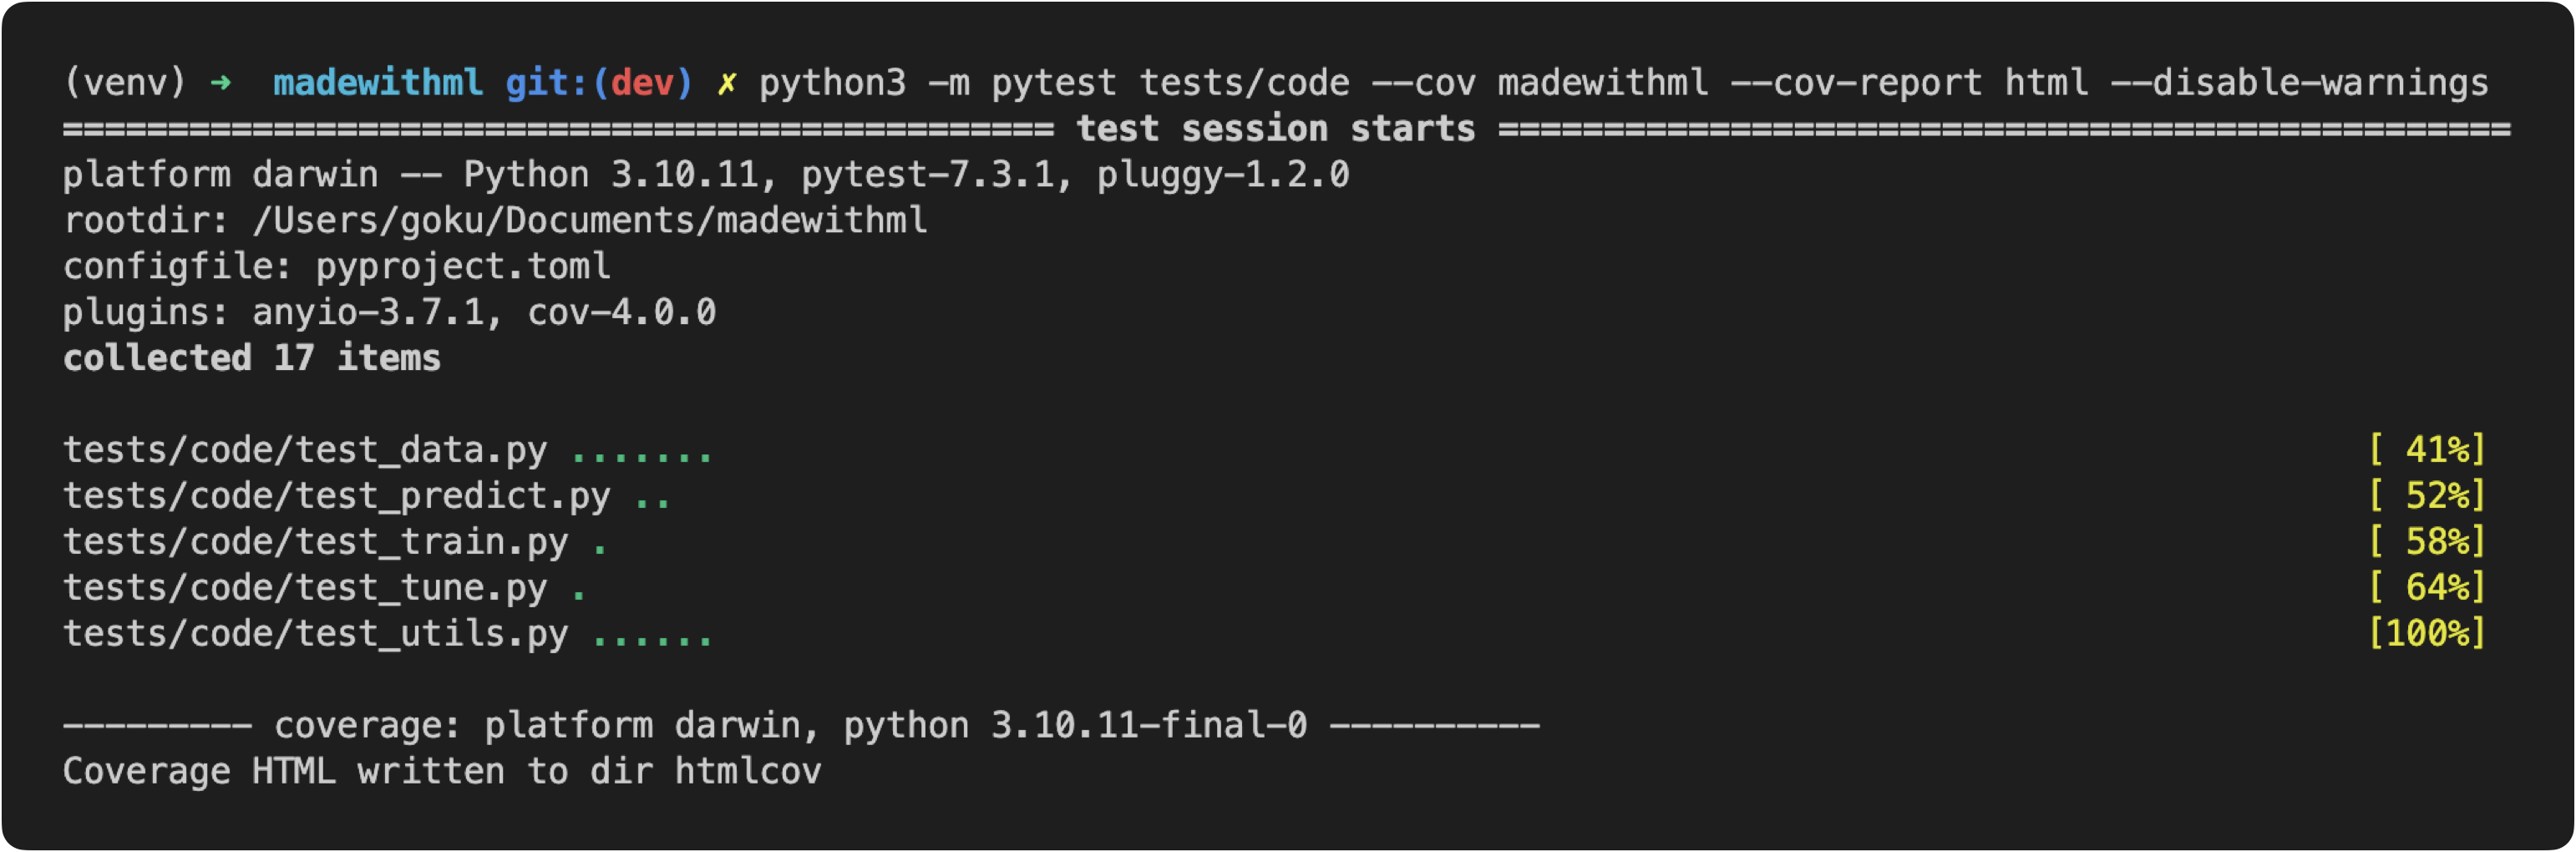 (venv) ➜  madewithml git:(dev) ✗ python3 -m pytest tests/code --cov madewithml --cov-report html --disable-warnings
=============================================== test session starts ================================================
platform darwin -- Python 3.10.11, pytest-7.3.1, pluggy-1.2.0
rootdir: /Users/goku/Documents/madewithml
configfile: pyproject.toml
plugins: anyio-3.7.1, cov-4.0.0
collected 17 items
tests/code/test_data.py ....... [ 41%]
tests/code/test_predict.py .. [ 52%]
tests/code/test_train.py . [ 58%]
tests/code/test_tune.py . [ 64%]
tests/code/test_utils.py ...... [100%]
--------- coverage: platform darwin, python 3.10.11-final-0 ----------
Coverage HTML written to dir htmlcov